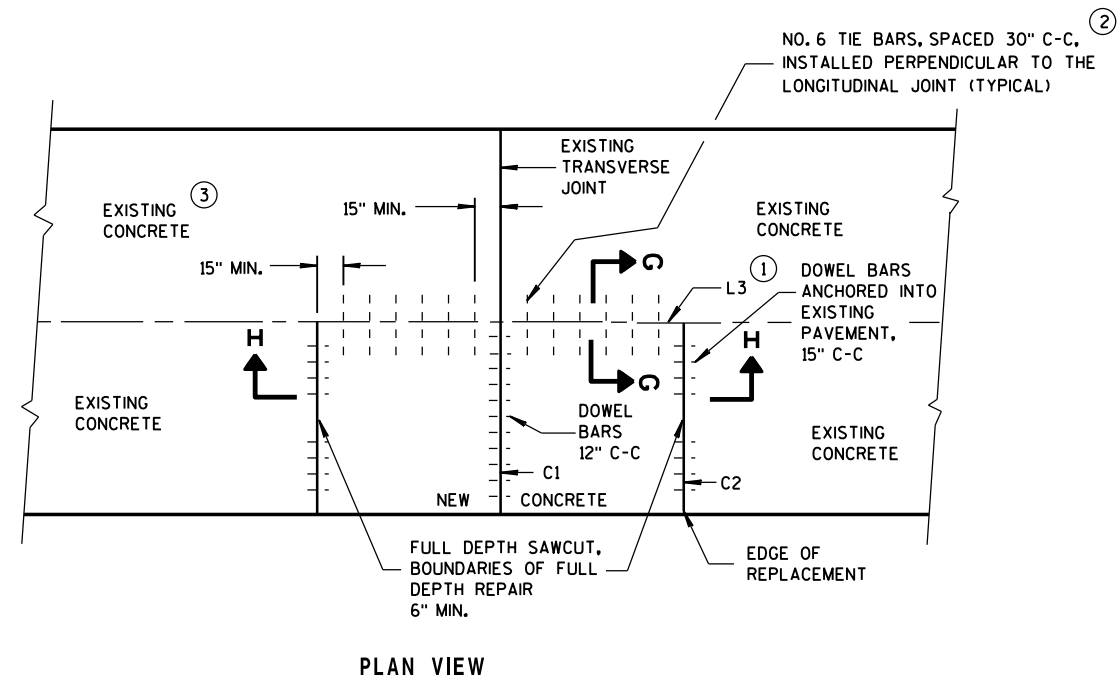 ②
NO. 6 TIE BARS, SPACED 30" C-C,
INSTALLED PERPENDICULAR TO THE
LONGITUDINAL JOINT (TYPICAL)
EXISTING
TRANSVERSE
JOINT
EXISTING ③
CONCRETE
15" MIN.
EXISTING
CONCRETE
15" MIN.
G
L3 ①
DOWEL BARS
ANCHORED INTO
EXISTING
PAVEMENT,
15" C-C
H
H
G
EXISTING
CONCRETE
DOWEL
BARS
12" C-C
EXISTING
CONCRETE
C1
C2
NEW CONCRETE
FULL DEPTH SAWCUT,
BOUNDARIES OF FULL
DEPTH REPAIR
6" MIN.
EDGE OF
REPLACEMENT
PLAN VIEW